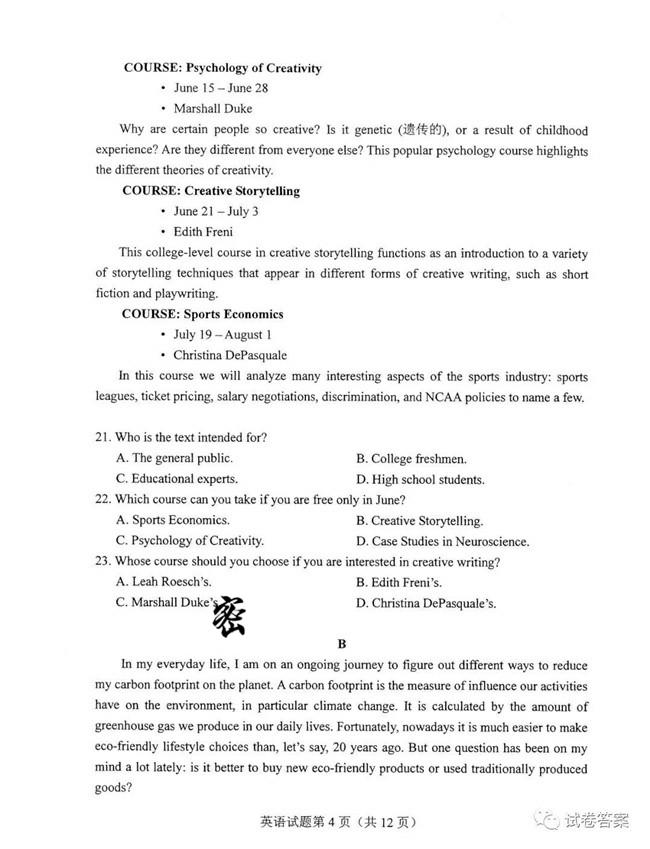 COURSE: Psychology of Creativity
• June 15 – June 28
• Marshall Duke
Why are certain people so creative? Is it genetic (遗传的), or a result of childhood
experience? Are they different from everyone else? This popular psychology course highlights
the different theories of creativity.
COURSE: Creative Storytelling
• June 21 – July 3
• Edith Freni
This college-level course in creative storytelling functions as an introduction to a variety
of storytelling techniques that appear in different forms of creative writing, such as short
fiction and playwriting.
COURSE: Sports Economics
• July 19 – August 1
• Christina DePasquale
In this course we will analyze many interesting aspects of the sports industry: sports
leagues, ticket pricing, salary negotiations, discrimination, and NCAA policies to name a few.
21. Who is the text intended for?
A. The general public. B. College freshmen.
C. Educational experts. D. High school students.
22. Which course can you take if you are free only in June?
A. Sports Economics. B. Creative Storytelling.
C. Psychology of Creativity. D. Case Studies in Neuroscience.
23. Whose course should you choose if you are interested in creative writing?
A. Leah Roesch's. B. Edith Freni's.
C. Marshall Duke's D. Christina DePasquale's.
密
B
In my everyday life, I am on an ongoing journey to figure out different ways to reduce
my carbon footprint on the planet. A carbon footprint is the measure of influence our activities
have on the environment, in particular climate change. It is calculated by the amount of
greenhouse gas we produce in our daily lives. Fortunately, nowadays it is much easier to make
eco-friendly lifestyle choices than, let's say, 20 years ago. But one question has been on my
mind a lot lately: is it better to buy new eco-friendly products or used traditionally produced
goods?
英语试题第 4 页（共 12 页）
试卷答案